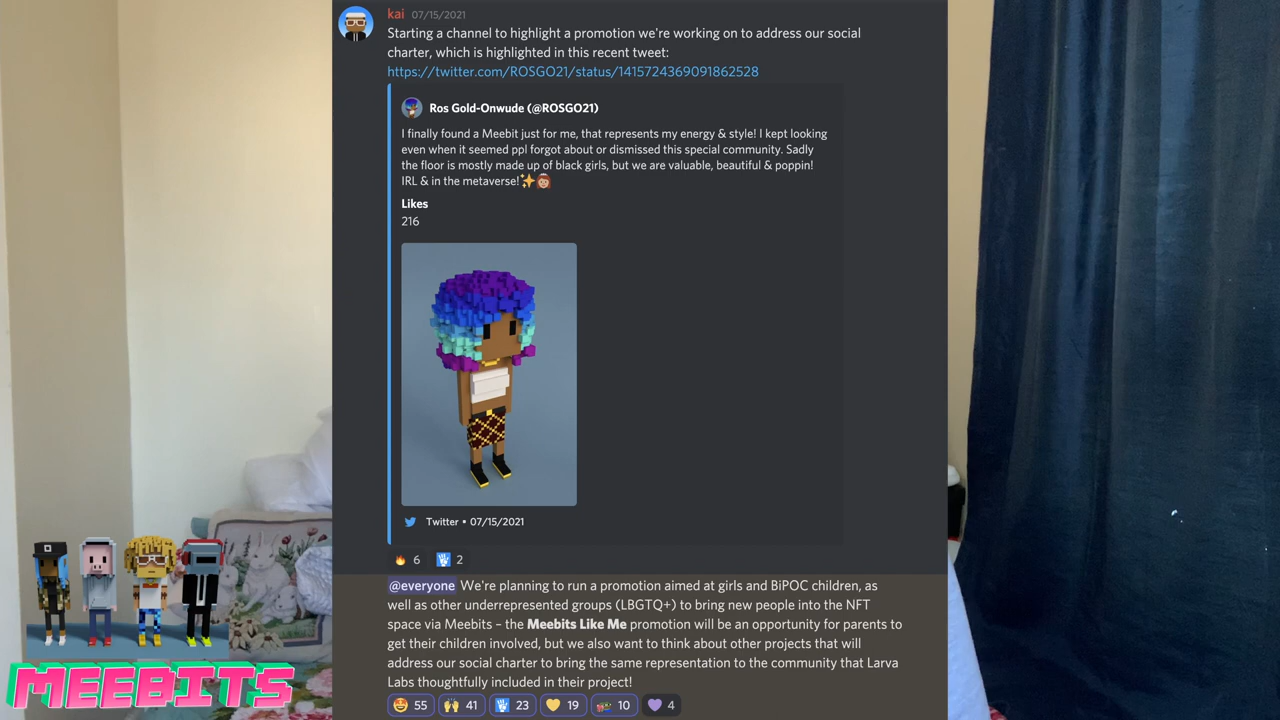 kai 07/15/2021
Starting a channel to highlight a promotion we're working on to address our social
charter, which is highlighted in this recent tweet:
https://twitter.com/ROSGO21/status/1415724369091862528
Ros Gold-Onwude (@ROSGO21)
I finally found a Meebit just for me, that represents my energy & style! I kept looking
even when it seemed ppl forgot about or dismissed this special community. Sadly
the floor is mostly made up of black girls, but we are valuable, beautiful & poppin!
IRL & in the metaverse!✨👩🏽
Likes
216
Twitter • 07/15/2021
🔥 6 2
@everyone We're planning to run a promotion aimed at girls and BiPOC children, as
well as other underrepresented groups (LBGTQ+) to bring new people into the NFT
space via Meebits – the Meebits Like Me promotion will be an opportunity for parents to
get their children involved, but we also want to think about other projects that will
address our social charter to bring the same representation to the community that Larva
Labs thoughtfully included in their project!
🤩 55 🙌 41 23 💛 19 10 💜 4
MEEBITS